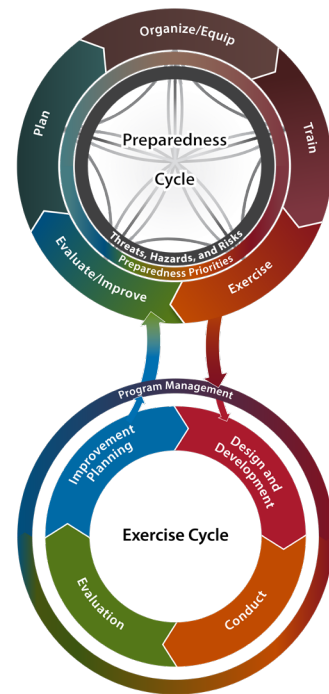 Organize/Equip
Plan
Train
Preparedness
Cycle
Threats, Hazards, and Risks
Preparedness Priorities
Evaluate/Improve
Exercise
Program Management
Improvement
Planning
Design and
Development
Exercise Cycle
Evaluation
Conduct